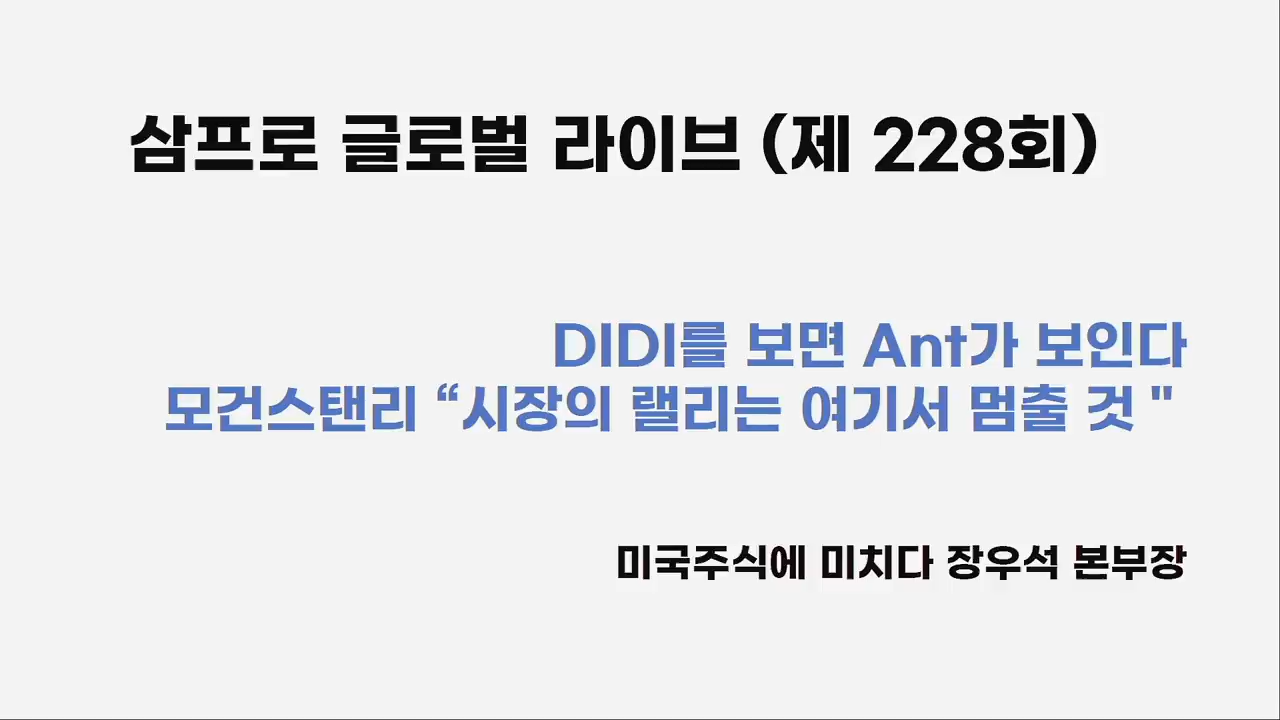 삼프로 글로벌 라이브 (제 228회)
DIDI를 보면 Ant가 보인다
모건스탠리 “시장의 랠리는 여기서 멈출 것 "
미국주식에 미치다 장우석 본부장